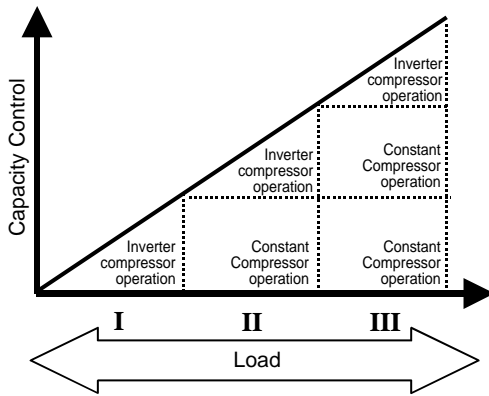 Capacity Control
Inverter
compressor
operation
Inverter
compressor
operation
Constant
Compressor
operation
Inverter
compressor
operation
Constant
Compressor
operation
Constant
Compressor
operation
I
II
III
Load